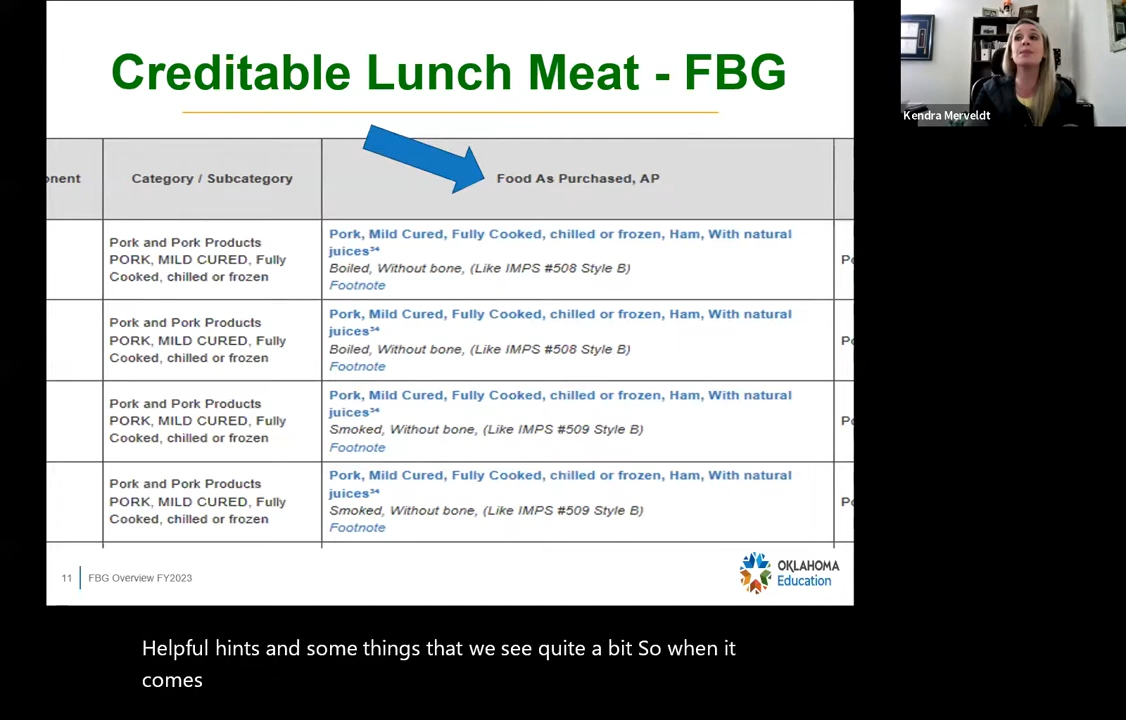 Creditable Lunch Meat - FBG
Kendra Merveldt
nent
Category / Subcategory
Food As Purchased, AP
Pork and Pork Products
PORK, MILD CURED, Fully
Cooked, chilled or frozen
Pork, Mild Cured, Fully Cooked, chilled or frozen, Ham, With natural
juices³⁴
Boiled, Without bone, (Like IMPS #508 Style B)
Footnote
Po
Pork and Pork Products
PORK, MILD CURED, Fully
Cooked, chilled or frozen
Pork, Mild Cured, Fully Cooked, chilled or frozen, Ham, With natural
juices³⁴
Boiled, Without bone, (Like IMPS #508 Style B)
Footnote
Po
Pork and Pork Products
PORK, MILD CURED, Fully
Cooked, chilled or frozen
Pork, Mild Cured, Fully Cooked, chilled or frozen, Ham, With natural
juices³⁴
Smoked, Without bone, (Like IMPS #509 Style B)
Footnote
Po
Pork and Pork Products
PORK, MILD CURED, Fully
Cooked, chilled or frozen
Pork, Mild Cured, Fully Cooked, chilled or frozen, Ham, With natural
juices³⁴
Smoked, Without bone, (Like IMPS #509 Style B)
Footnote
Po
11
FBG Overview FY2023
OKLAHOMA
Education
Helpful hints and some things that we see quite a bit So when it
comes